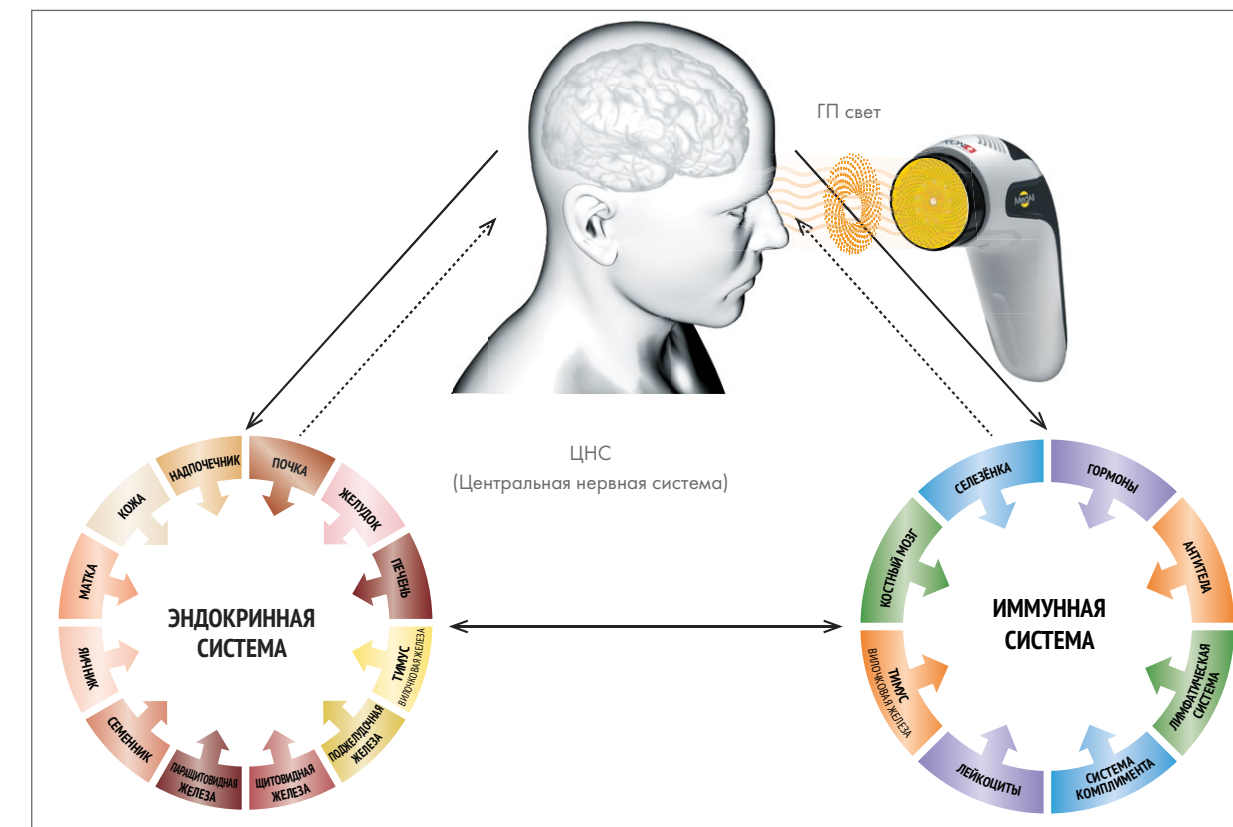 ГП свет
MedAll
ЦНС
(Центральная нервная система)
ЭНДОКРИННАЯ
СИСТЕМА
НАДПОЧЕЧНИК
ПОЧКА
ЖЕЛУДОК
ПЕЧЕНЬ
ТИМУС
ВИЛОЧКОВАЯ ЖЕЛЕЗА
ПОДЖЕЛУДОЧНАЯ
ЖЕЛЕЗА
ЩИТОВИДНАЯ
ЖЕЛЕЗА
ПАРАЩИТОВИДНАЯ
ЖЕЛЕЗА
СЕМЕННИК
ЯИЧНИК
МАТКА
КОЖА
ИММУННАЯ
СИСТЕМА
СЕЛЕЗЁНКА
ГОРМОНЫ
АНТИТЕЛА
ЛИМФАТИЧЕСКАЯ
СИСТЕМА
СИСТЕМА
КОМПЛИМЕНТА
ЛЕЙКОЦИТЫ
ТИМУС
ВИЛОЧКОВАЯ ЖЕЛЕЗА
КОСТНЫЙ МОЗГ